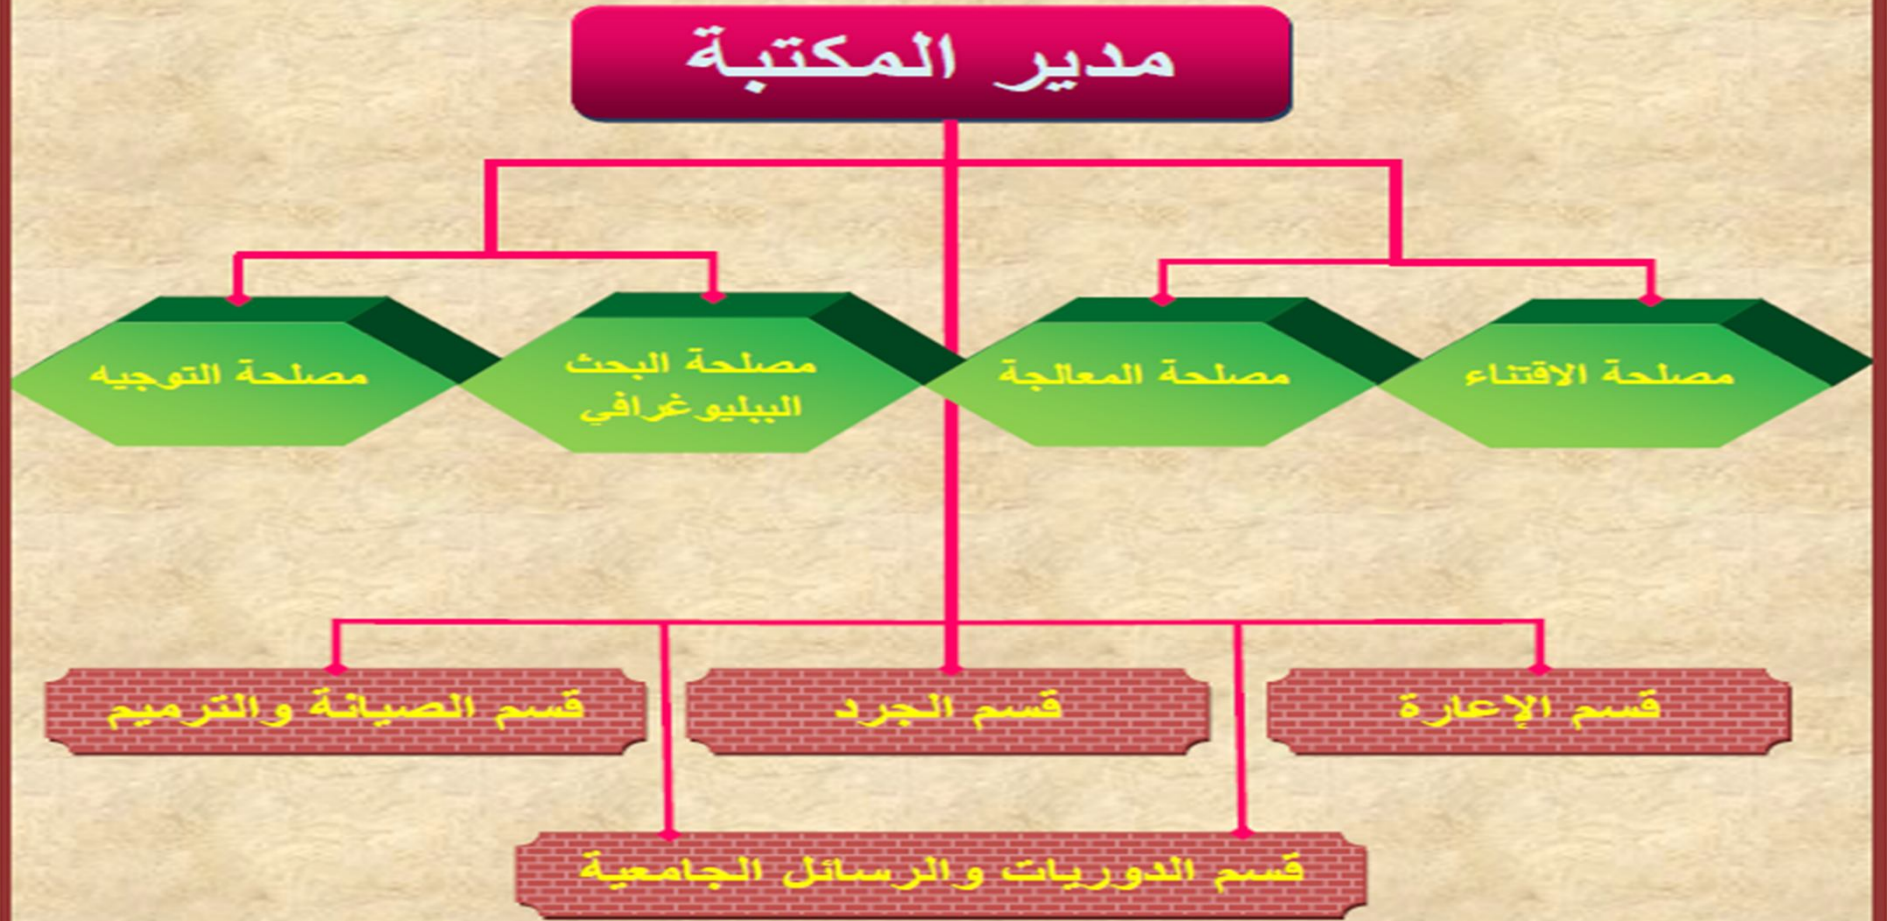 مدير المكتبة
مصلحة الاقتناء
مصلحة المعالجة
مصلحة البحث
الببليوغرافي
مصلحة التوجيه
قسم الإعارة
قسم الجرد
قسم الصيانة والترميم
قسم الدوريات والرسائل الجامعية